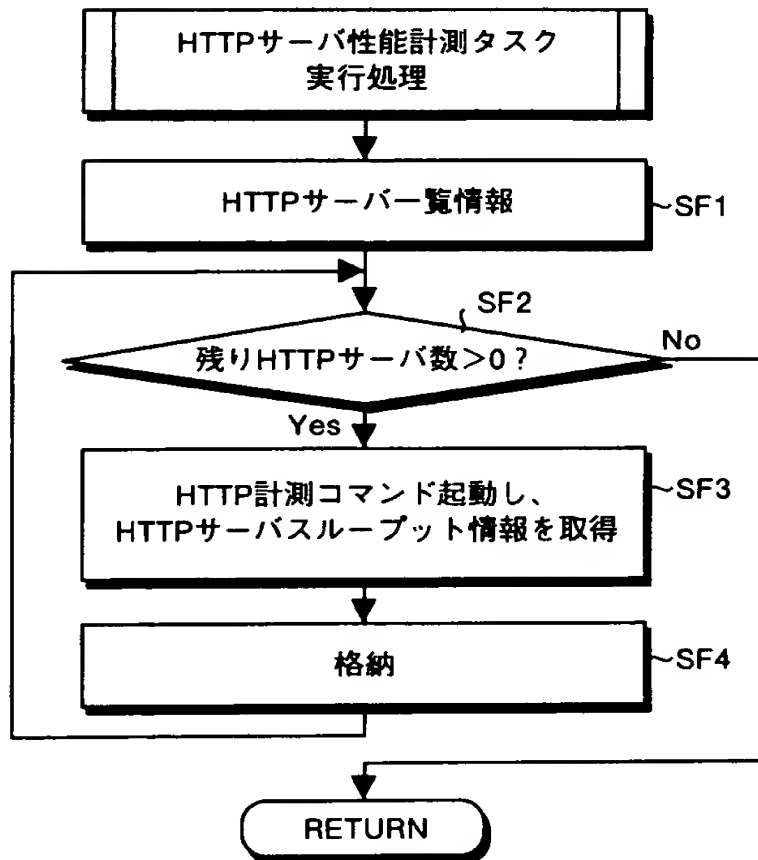 HTTPサーバ性能計測タスク
実行処理
HTTPサーバ一覧情報
SF1
SF2
残りHTTPサーバ数>0?
No
Yes
HTTP計測コマンド起動し、
HTTPサーバスループット情報を取得
SF3
格納
SF4
RETURN